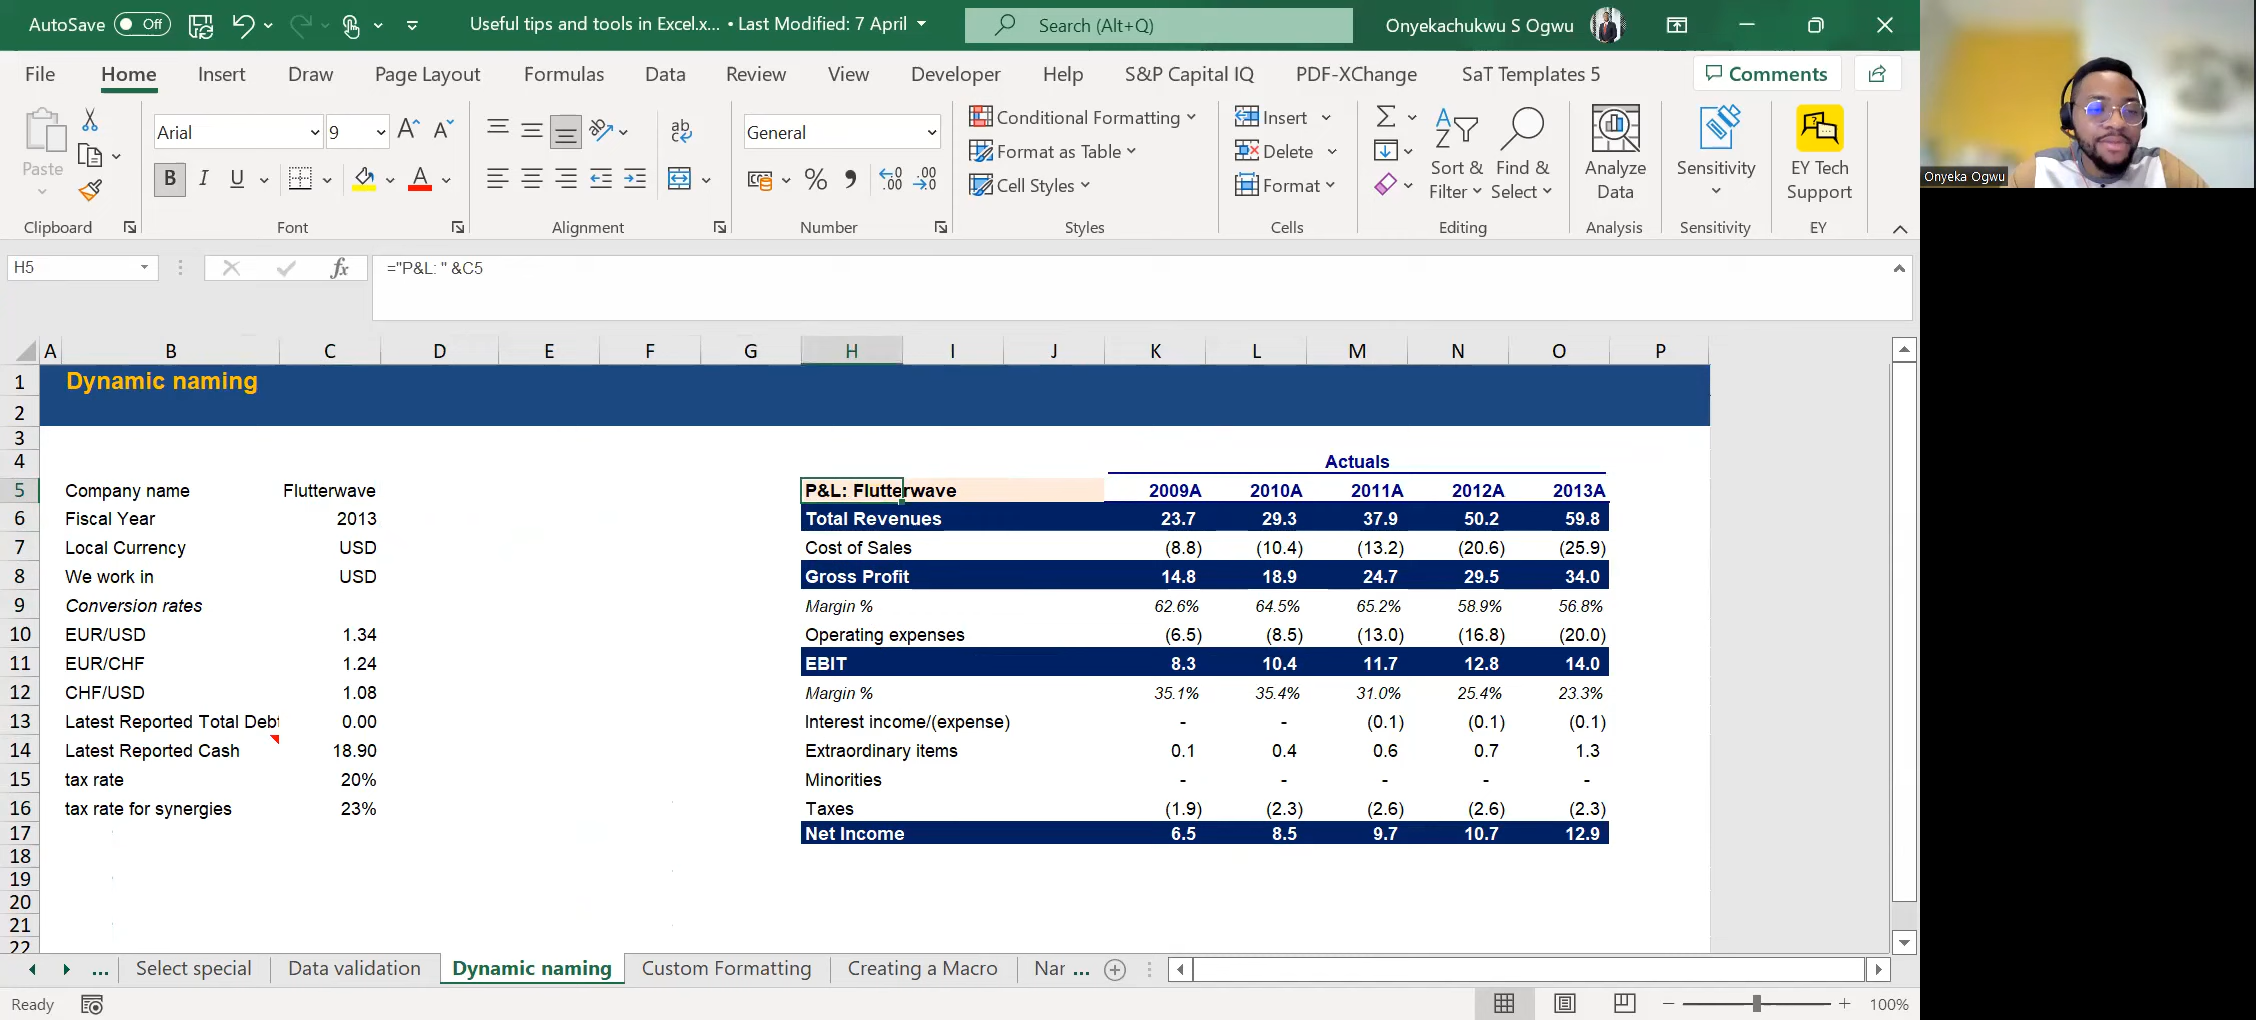 AutoSave Off Useful tips and tools in Excel.x... • Last Modified: 7 April Search (Alt+Q) Onyekachukwu S Ogwu
File Home Insert Draw Page Layout Formulas Data Review View Developer Help S&P Capital IQ PDF-XChange SaT Templates 5 Comments
Paste Arial 9 General Conditional Formatting Insert
Format as Table Delete Sort & Find & Analyze Sensitivity EY Tech
Cell Styles Format Filter Select Data Support
Clipboard Font Alignment Number Styles Cells Editing Analysis Sensitivity EY
Onyeka Ogwu
H5 fx ="P&L: " &C5
A B C D E F G H I J K L M N O P
1 Dynamic naming
2
3
4 Actuals
5 Company name Flutterwave P&L: Flutterwave 2009A 2010A 2011A 2012A 2013A
6 Fiscal Year 2013 Total Revenues 23.7 29.3 37.9 50.2 59.8
7 Local Currency USD Cost of Sales (8.8) (10.4) (13.2) (20.6) (25.9)
8 We work in USD Gross Profit 14.8 18.9 24.7 29.5 34.0
9 Conversion rates Margin % 62.6% 64.5% 65.2% 58.9% 56.8%
10 EUR/USD 1.34 Operating expenses (6.5) (8.5) (13.0) (16.8) (20.0)
11 EUR/CHF 1.24 EBIT 8.3 10.4 11.7 12.8 14.0
12 CHF/USD 1.08 Margin % 35.1% 35.4% 31.0% 25.4% 23.3%
13 Latest Reported Total Debt 0.00 Interest income/(expense) - - (0.1) (0.1) (0.1)
14 Latest Reported Cash 18.90 Extraordinary items 0.1 0.4 0.6 0.7 1.3
15 tax rate 20% Minorities - - - - -
16 tax rate for synergies 23% Taxes (1.9) (2.3) (2.6) (2.6) (2.3)
17 Net Income 6.5 8.5 9.7 10.7 12.9
18
19
20
21
22
... Select special Data validation Dynamic naming Custom Formatting Creating a Macro Nar ...
Ready 100%